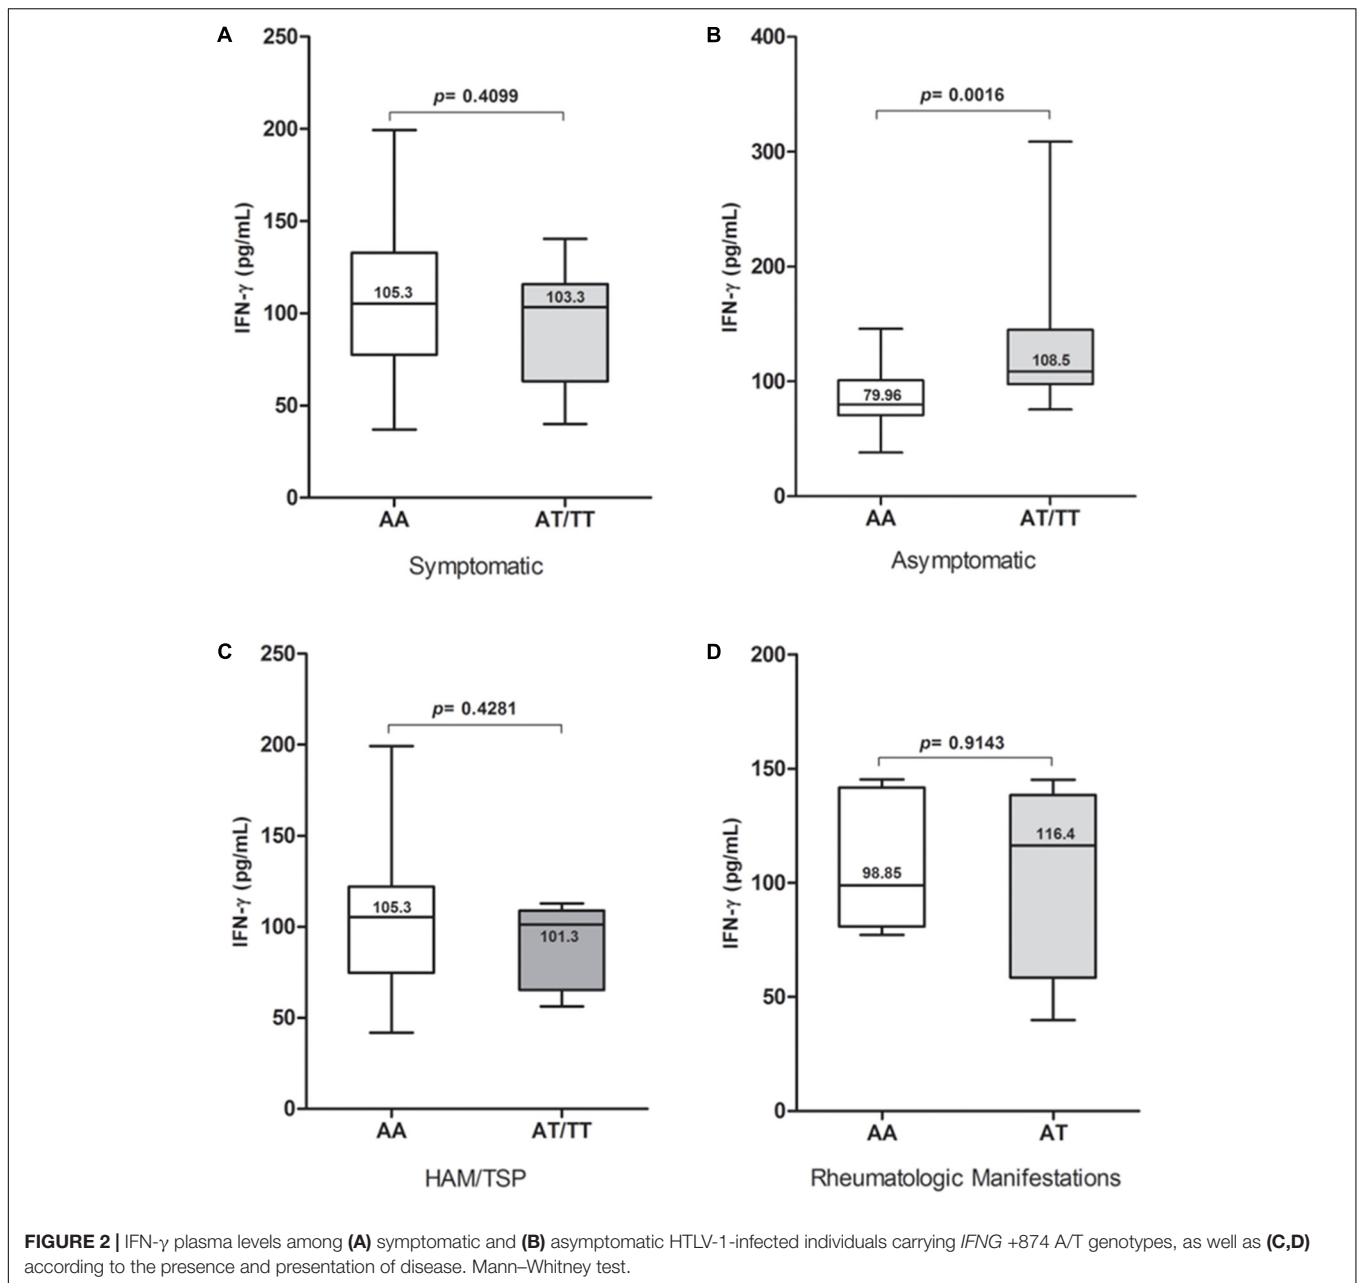 A
250
200
150
100
50
0
IFN-γ (pg/mL)
p= 0.4099
105.3
103.3
AA AT/TT
Symptomatic
B
400
300
200
100
0
IFN-γ (pg/mL)
p= 0.0016
79.96
108.5
AA AT/TT
Asymptomatic
C
250
200
150
100
50
0
IFN-γ (pg/mL)
p= 0.4281
105.3
101.3
AA AT/TT
HAM/TSP
D
200
150
100
50
0
IFN-γ (pg/mL)
p= 0.9143
98.85
116.4
AA AT
Rheumatologic Manifestations
FIGURE 2 | IFN-γ plasma levels among (A) symptomatic and (B) asymptomatic HTLV-1-infected individuals carrying IFNG +874 A/T genotypes, as well as (C,D)
according to the presence and presentation of disease. Mann–Whitney test.